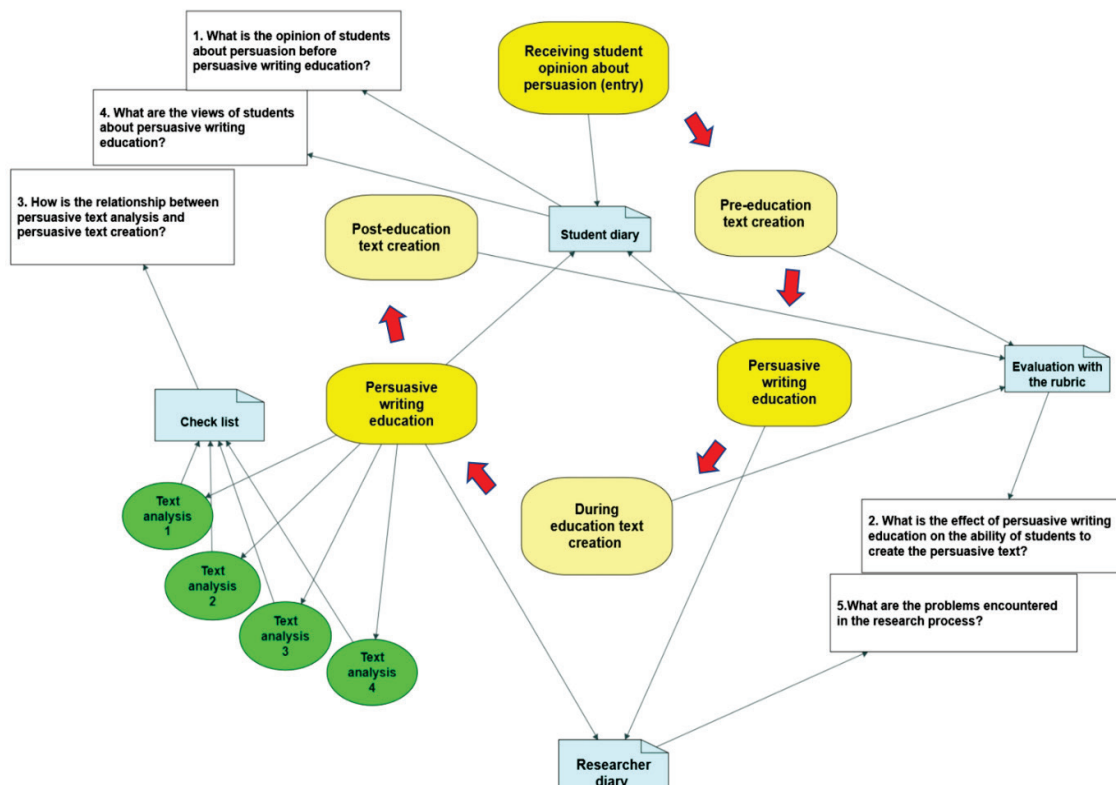 1. What is the opinion of students
about persuasion before
persuasive writing education?
Receiving student
opinion about
persuasion (entry)
4. What are the views of students
about persuasive writing
education?
3. How is the relationship between
persuasive text analysis and
persuasive text creation?
Post-education
text creation
Student diary
Pre-education
text creation
Persuasive
writing
education
Persuasive
writing
education
Evaluation with
the rubric
Check list
Text
analysis
1
Text
analysis
2
Text
analysis
3
Text
analysis
4
During
education text
creation
2. What is the effect of persuasive writing
education on the ability of students to
create the persuasive text?
5.What are the problems encountered
in the research process?
Researcher
diary